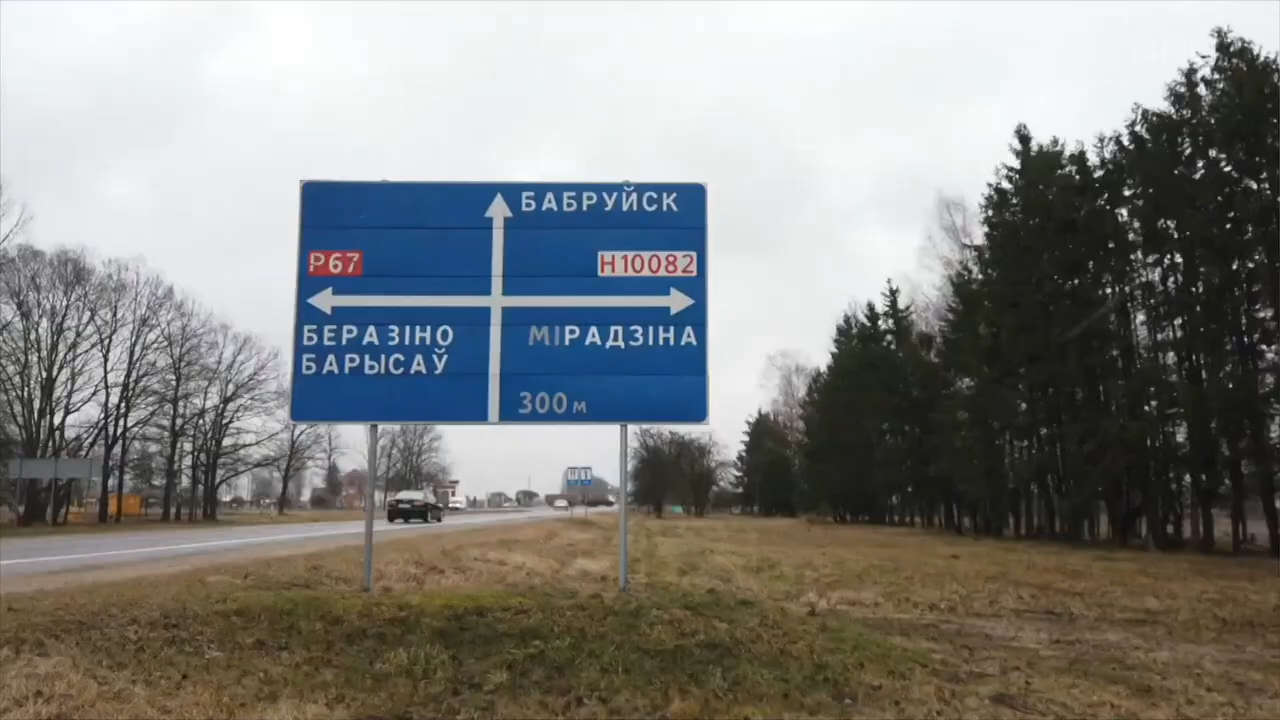 БАБРУЙСК
Р67
Н10082
БЕРАЗІНО
БАРЫСАЎ
МІРАДЗІНА
300 м